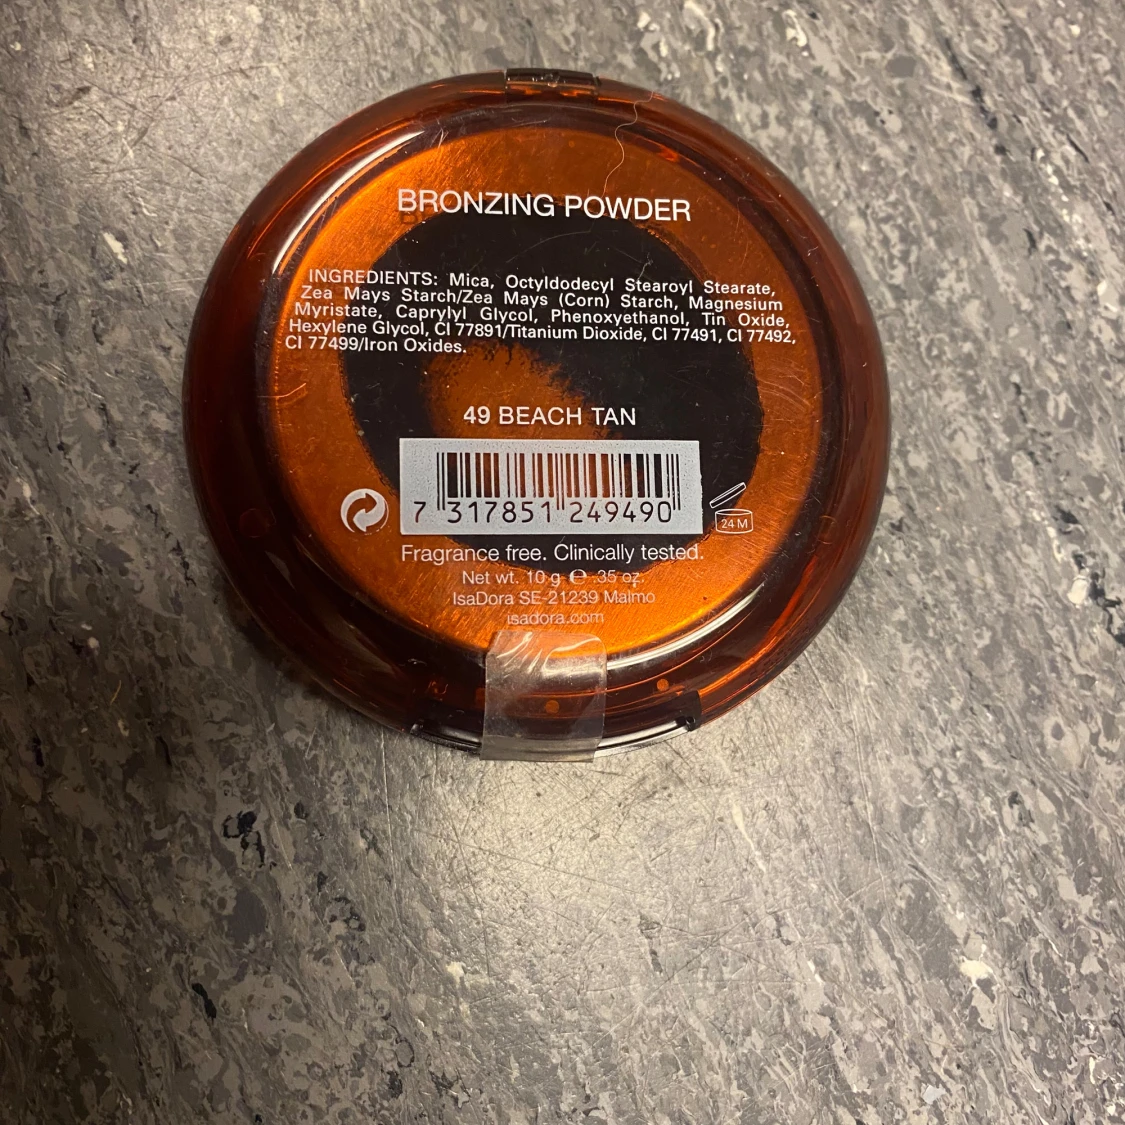 BRONZING POWDER
INGREDIENTS: Mica, Octyldodecyl Stearoyl Stearate,
Zea Mays Starch/Zea Mays (Corn) Starch, Magnesium
Myristate, Caprylyl Glycol, Phenoxyethanol, Tin Oxide,
Hexylene Glycol, CI 77891/Titanium Dioxide, CI 77491, CI 77492,
CI 77499/Iron Oxides.
49 BEACH TAN
7 317851 249490
24 M
Fragrance free. Clinically tested.
Net wt. 10 g ℮ .35 oz.
IsaDora SE-21239 Malmö
isadora.com